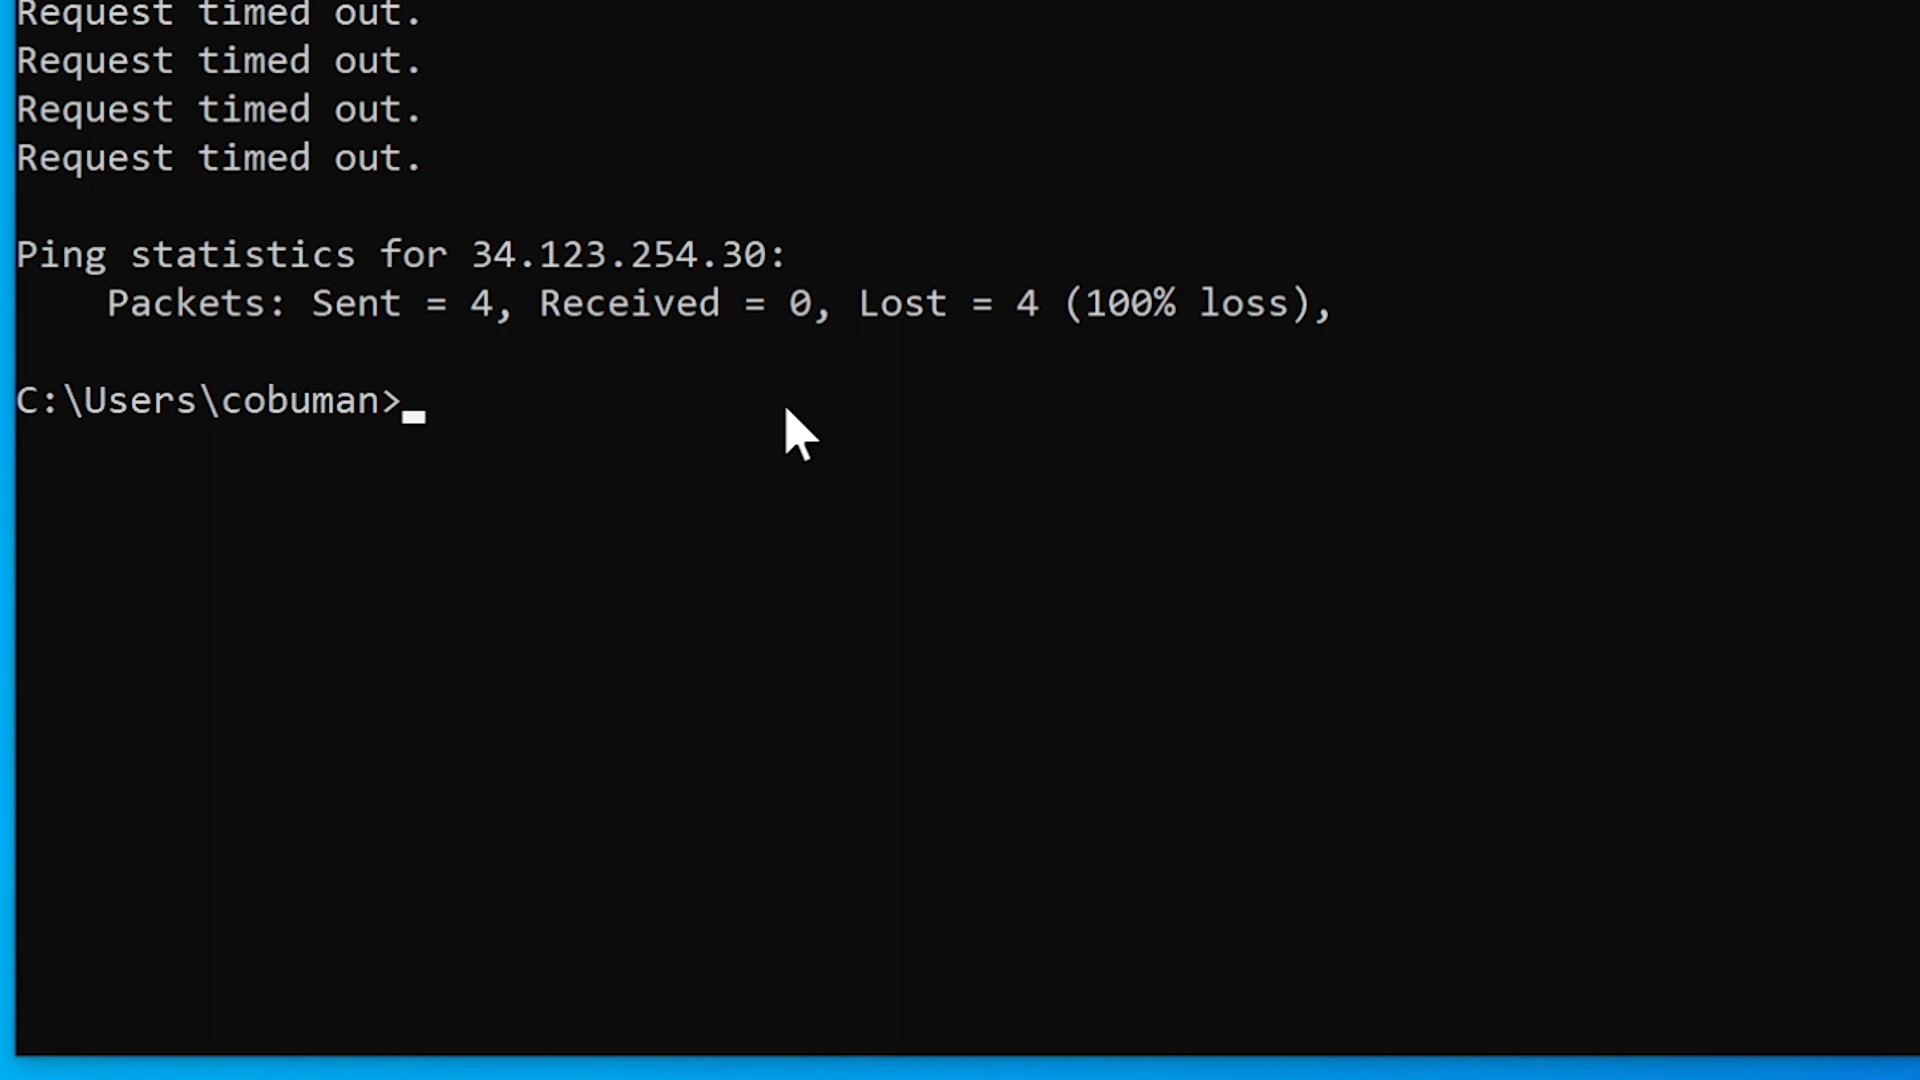 Request timed out.
Request timed out.
Request timed out.
Request timed out.
Ping statistics for 34.123.254.30:
Packets: Sent = 4, Received = 0, Lost = 4 (100% loss),
C:\Users\cobuman>